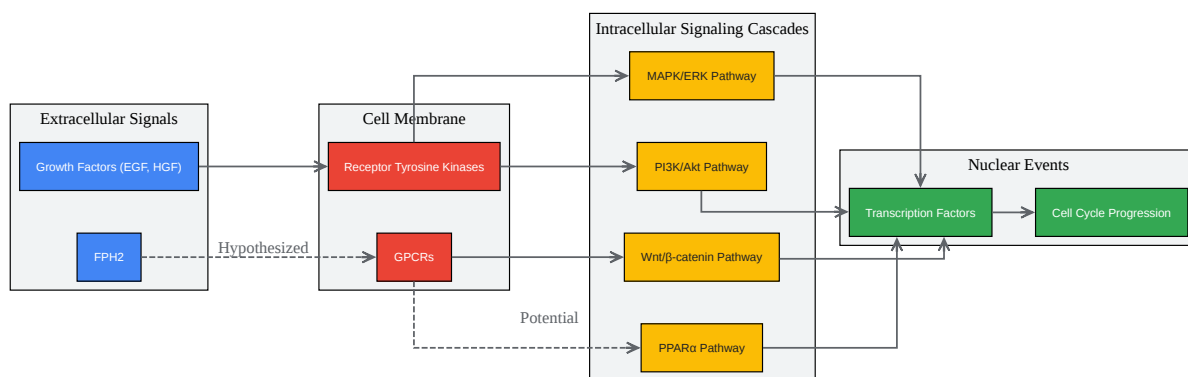 Intracellular Signaling Cascades
MAPK/ERK Pathway
Extracellular Signals
Cell Membrane
Growth Factors (EGF, HGF)
Receptor Tyrosine Kinases
PI3K/Akt Pathway
Nuclear Events
Transcription Factors
Cell Cycle Progression
Hypothesized
FPH2
GPCRs
Wnt/β-catenin Pathway
Potential
PPARα Pathway